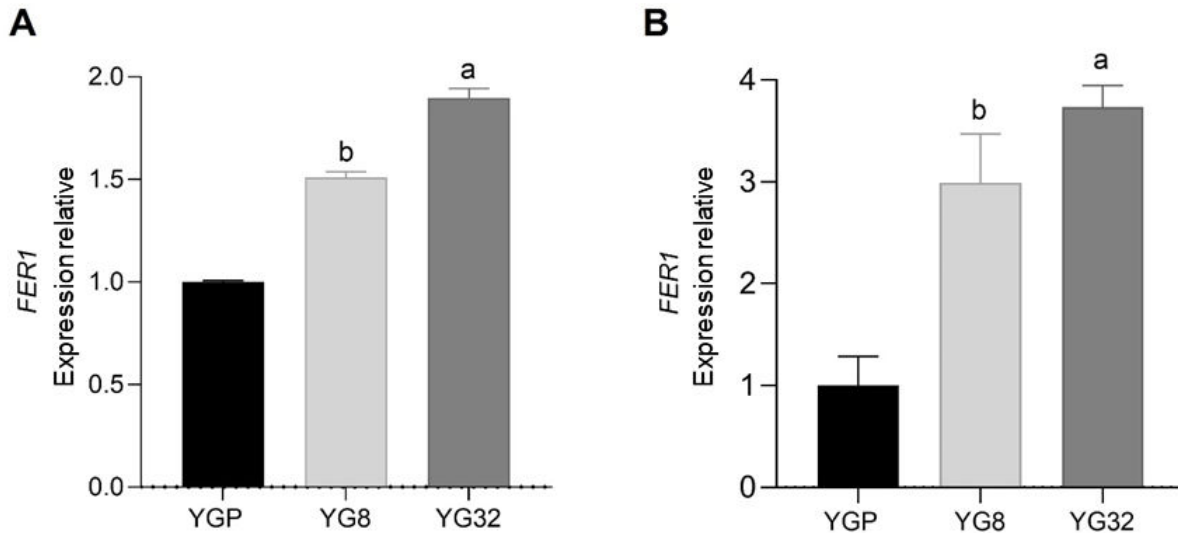 A
FER1
Expression relative
2.0
1.5
1.0
0.5
0.0
b
a
YGP YG8 YG32
B
FER1
Expression relative
4
3
2
1
0
b
a
YGP YG8 YG32